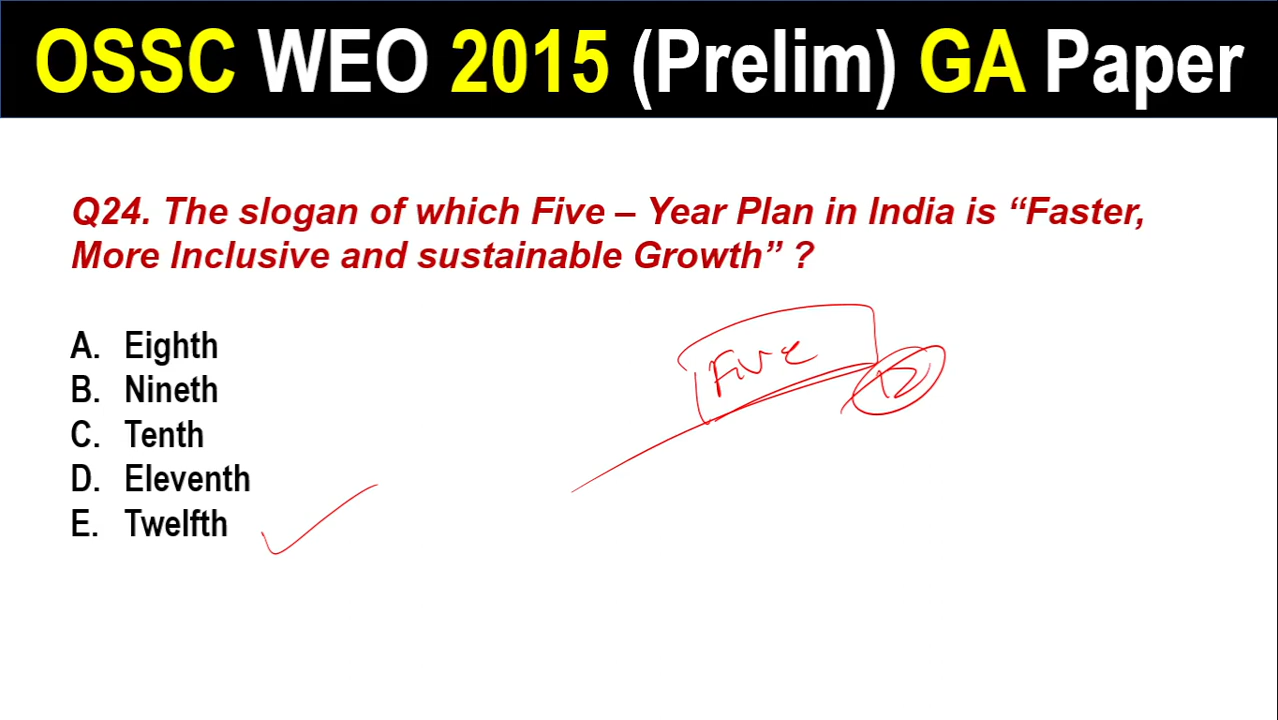 OSSC WEO 2015 (Prelim) GA Paper
Q24. The slogan of which Five – Year Plan in India is “Faster,
More Inclusive and sustainable Growth” ?
A. Eighth
B. Nineth
C. Tenth
D. Eleventh
E. Twelfth
Five
12